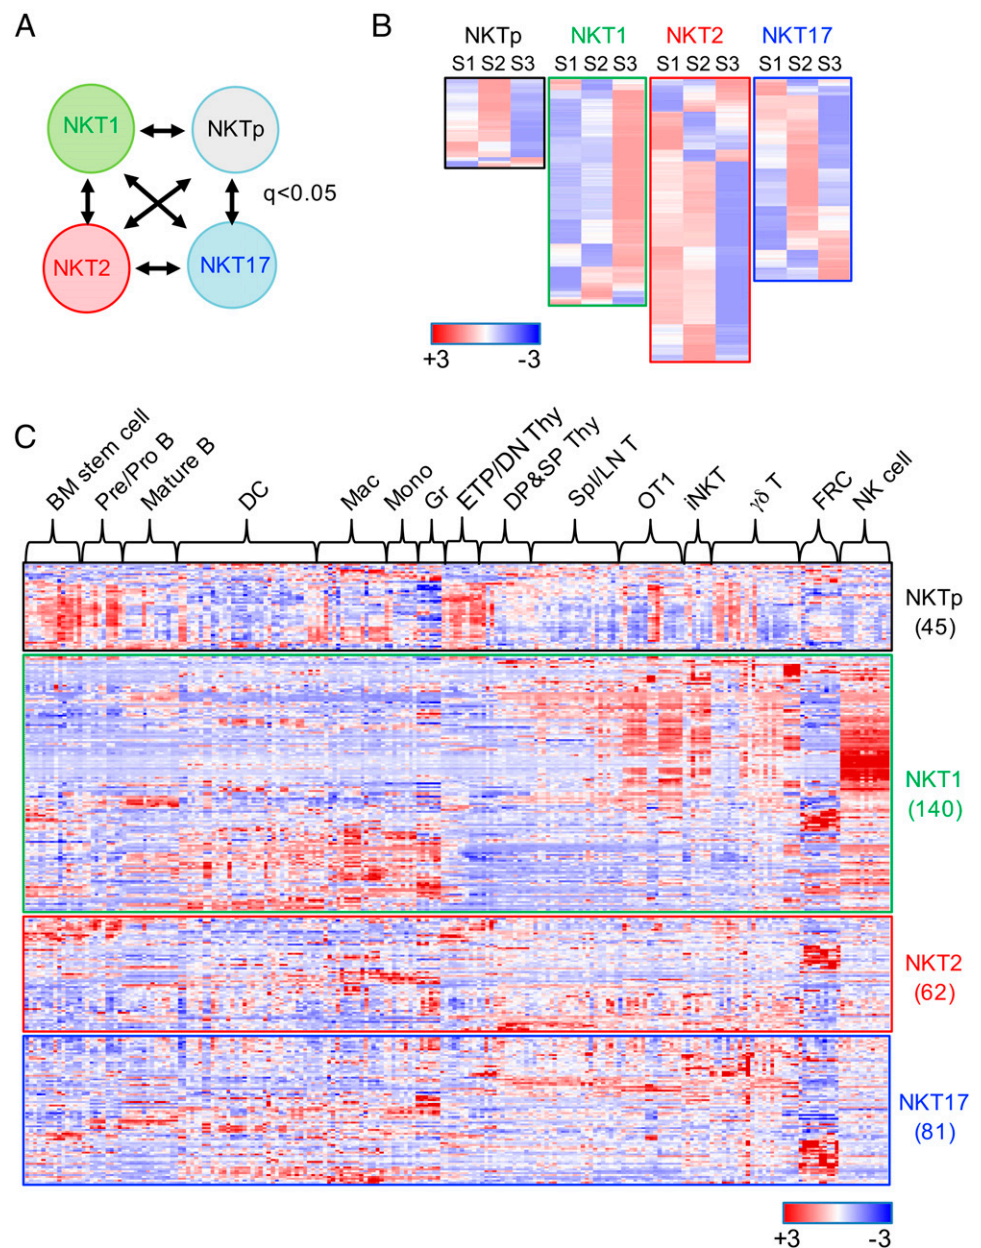 A
NKT1
NKTp
q<0.05
NKT2
NKT17
B
NKTp NKT1 NKT2 NKT17
S1 S2 S3 S1 S2 S3 S1 S2 S3 S1 S2 S3
+3 -3
C
BM stem cell
Pre/Pro B
Mature B
DC
Mac
Mono
Gr
ETP/DN Thy
DP&SP Thy
Spl/LN T
OT1
iNKT
γδ T
FRC
NK cell
NKTp
(45)
NKT1
(140)
NKT2
(62)
NKT17
(81)
+3 -3